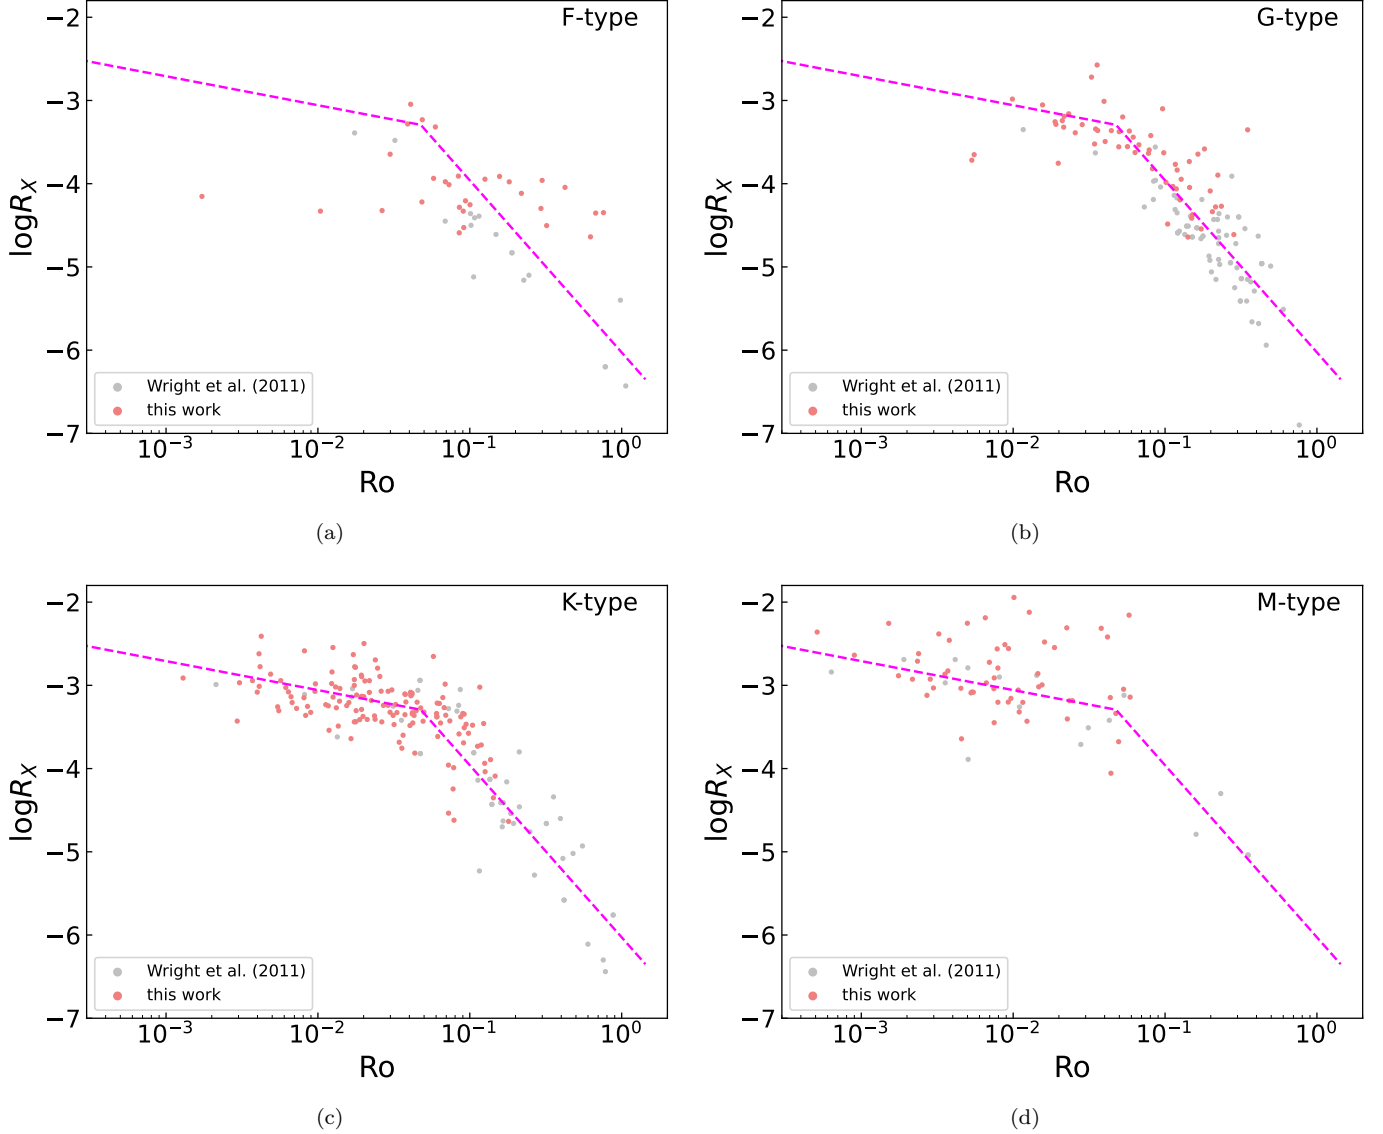 F-type
−2
−3
−4
−5
−6
−7
logR_X
Wright et al. (2011)
this work
10^−3
10^−2
10^−1
10^0
Ro
(a)
G-type
−2
−3
−4
−5
−6
−7
logR_X
Wright et al. (2011)
this work
10^−3
10^−2
10^−1
10^0
Ro
(b)
K-type
−2
−3
−4
−5
−6
−7
logR_X
Wright et al. (2011)
this work
10^−3
10^−2
10^−1
10^0
Ro
(c)
M-type
−2
−3
−4
−5
−6
−7
logR_X
Wright et al. (2011)
this work
10^−3
10^−2
10^−1
10^0
Ro
(d)